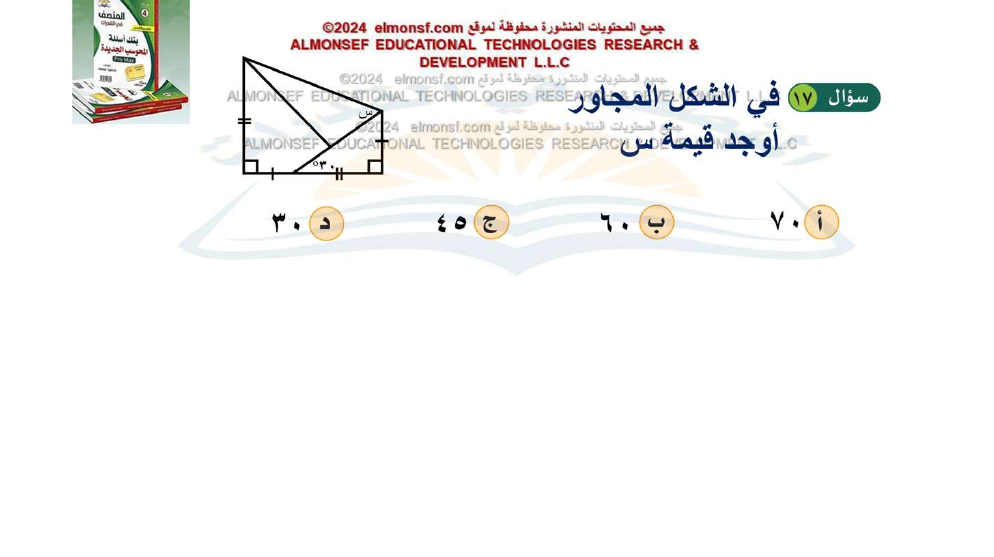 المنصف
في القدرات
بنك أسئلة
المحوسب الجديدة
Pro Max
4
جميع المحتويات المنشورة محفوظة لموقع elmonsf.com ©2024
ALMONSEF EDUCATIONAL TECHNOLOGIES RESEARCH &
DEVELOPMENT L.L.C
جميع المحتويات المنشورة محفوظة لموقع elmonsf.com ©2024
ALMONSEF EDUCATIONAL TECHNOLOGIES RESEARCH & DEVELOPMENT L.L.C
جميع المحتويات المنشورة محفوظة لموقع elmonsf.com ©2024
ALMONSEF EDUCATIONAL TECHNOLOGIES RESEARCH & DEVELOPMENT L.L.C
سؤال ١٧ في الشكل المجاور
أوجد قيمة س
س
٣٠°
أ ٧٠ ب ٦٠ ج ٤٥ د ٣٠